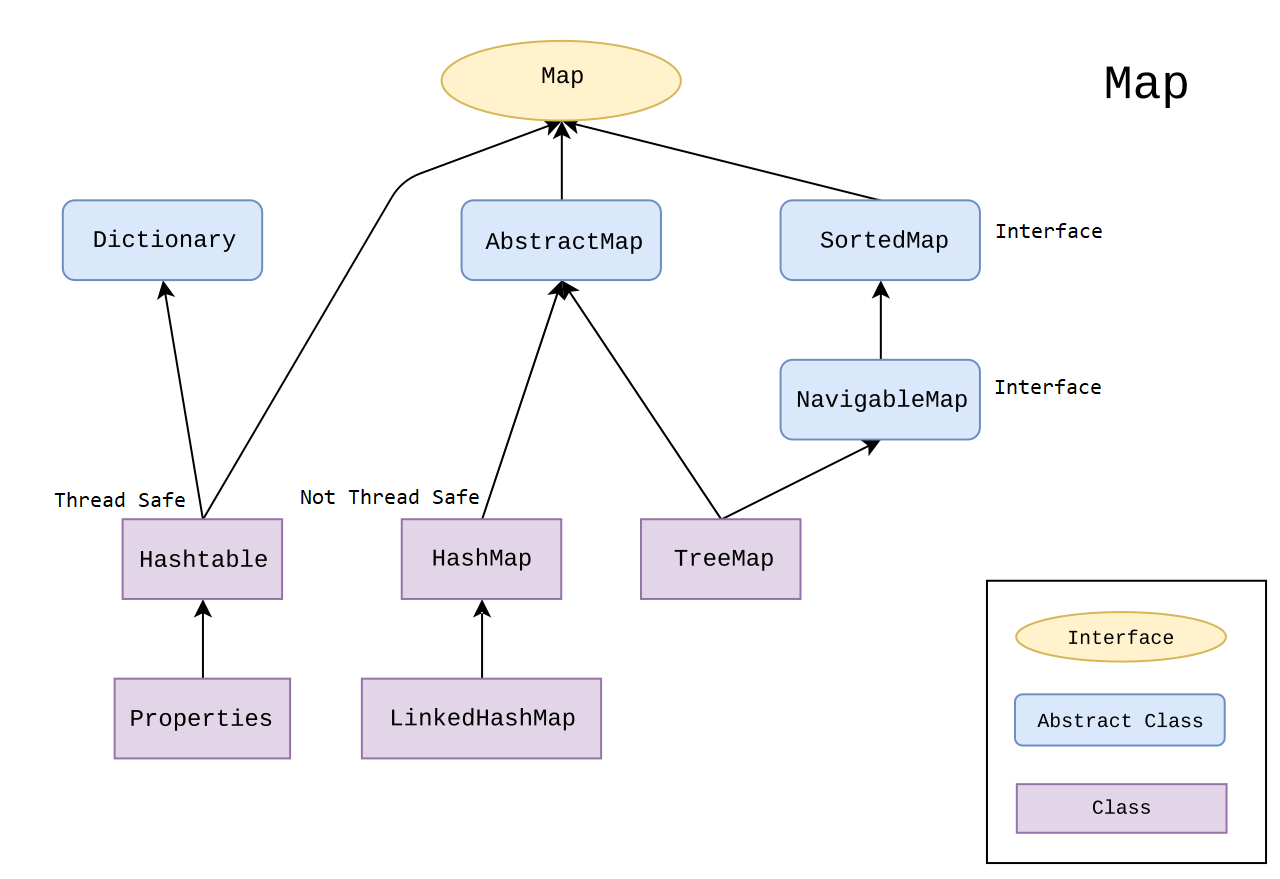 Map
Map
Dictionary
AbstractMap
SortedMap
Interface
NavigableMap
Interface
Thread Safe
Not Thread Safe
Hashtable
HashMap
TreeMap
Properties
LinkedHashMap
Interface
Abstract Class
Class